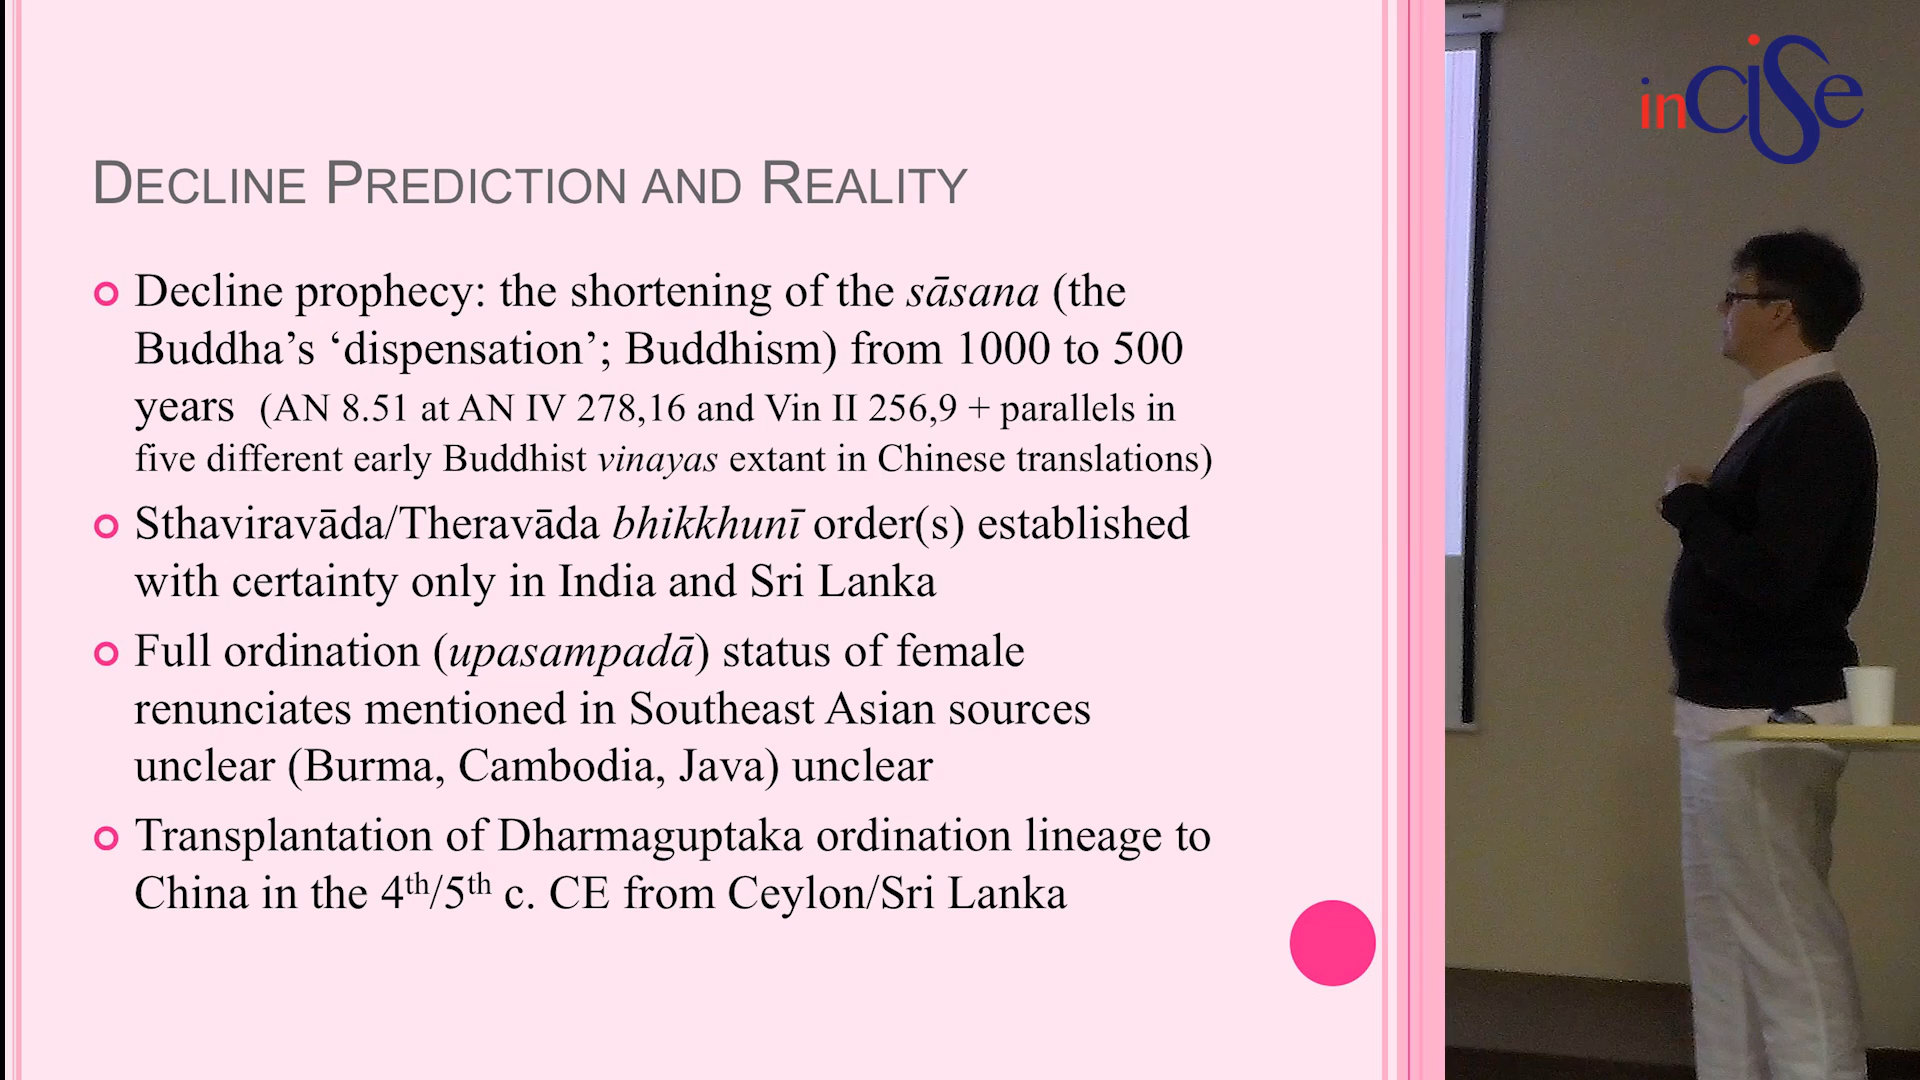 DECLINE PREDICTION AND REALITY
Decline prophecy: the shortening of the sāsana (the
Buddha’s ‘dispensation’; Buddhism) from 1000 to 500
years (AN 8.51 at AN IV 278,16 and Vin II 256,9 + parallels in
five different early Buddhist vinayas extant in Chinese translations)
Sthaviravāda/Theravāda bhikkhunī order(s) established
with certainty only in India and Sri Lanka
Full ordination (upasampadā) status of female
renunciates mentioned in Southeast Asian sources
unclear (Burma, Cambodia, Java) unclear
Transplantation of Dharmaguptaka ordination lineage to
China in the 4th/5th c. CE from Ceylon/Sri Lanka
inCiSe